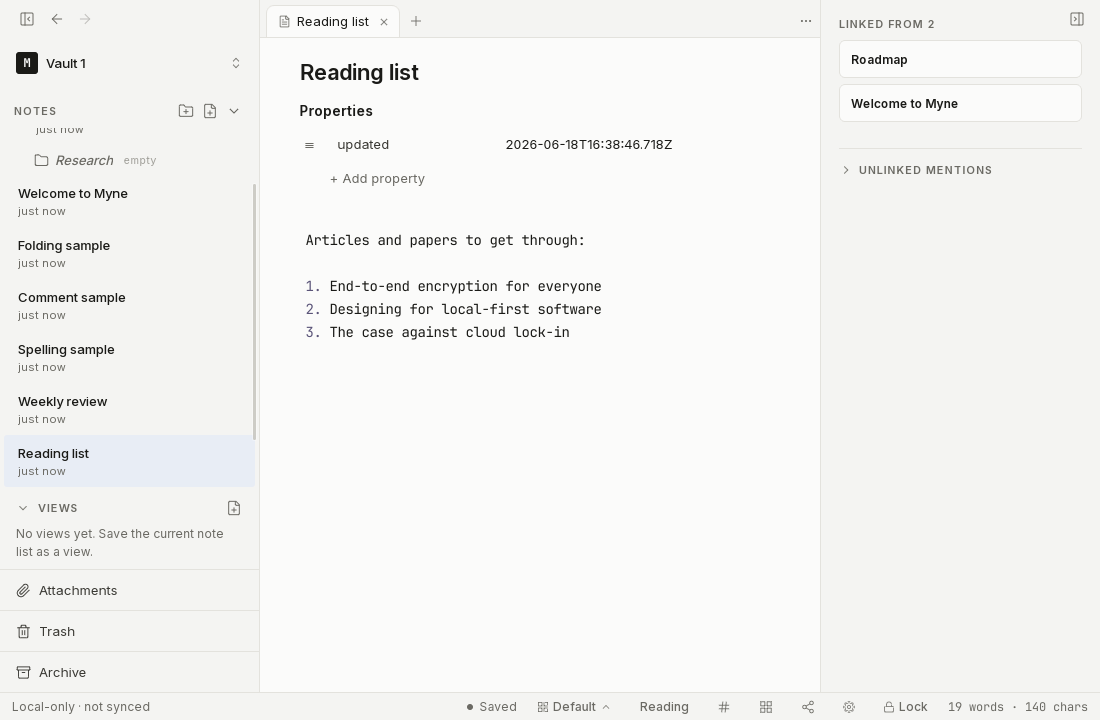 M Vault 1
NOTES
just now
Research empty
Welcome to Myne
just now
Folding sample
just now
Comment sample
just now
Spelling sample
just now
Weekly review
just now
Reading list
just now
VIEWS
No views yet. Save the current note
list as a view.
Attachments
Trash
Archive
Reading list
Reading list
Properties
updated 2026-06-18T16:38:46.718Z
+ Add property
Articles and papers to get through:
1. End-to-end encryption for everyone
2. Designing for local-first software
3. The case against cloud lock-in
LINKED FROM 2
Roadmap
Welcome to Myne
UNLINKED MENTIONS
Local-only · not synced
Saved Default Reading Lock 19 words · 140 chars